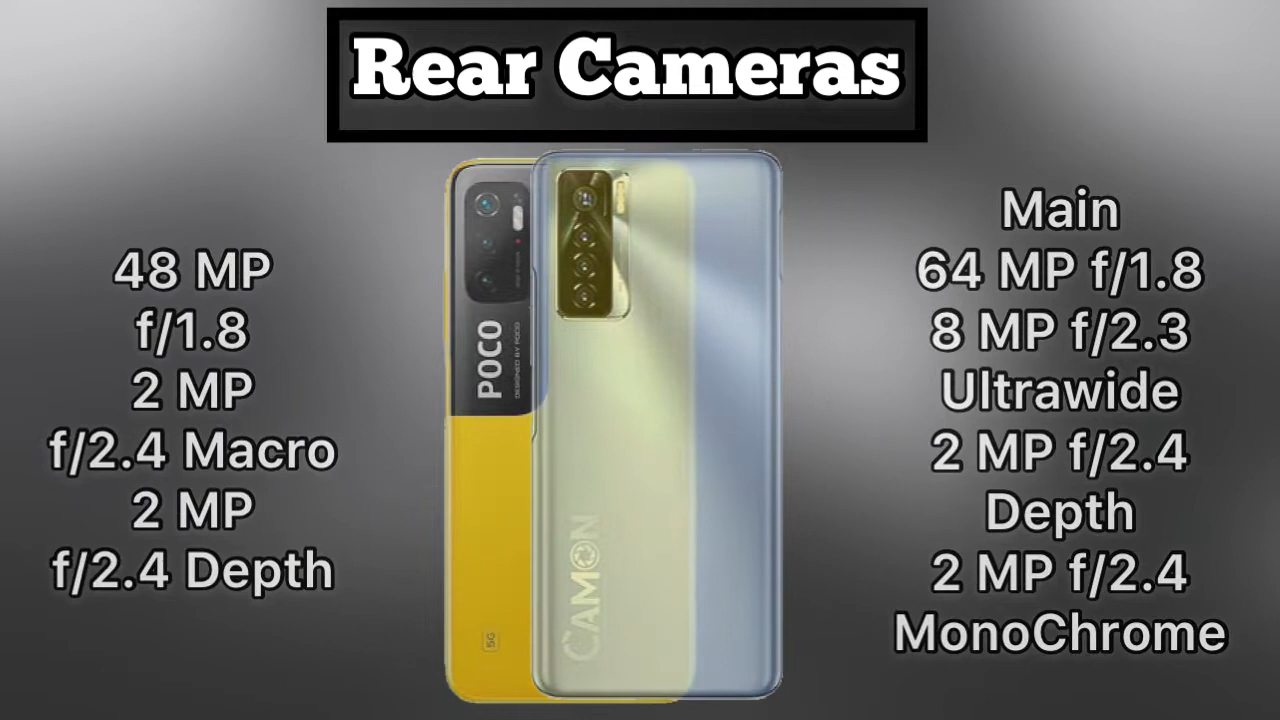 Rear Cameras
48 MP
f/1.8
2 MP
f/2.4 Macro
2 MP
f/2.4 Depth
POCO
DESIGNED BY POCO
5G
CAMON
Main
64 MP f/1.8
8 MP f/2.3
Ultrawide
2 MP f/2.4
Depth
2 MP f/2.4
MonoChrome